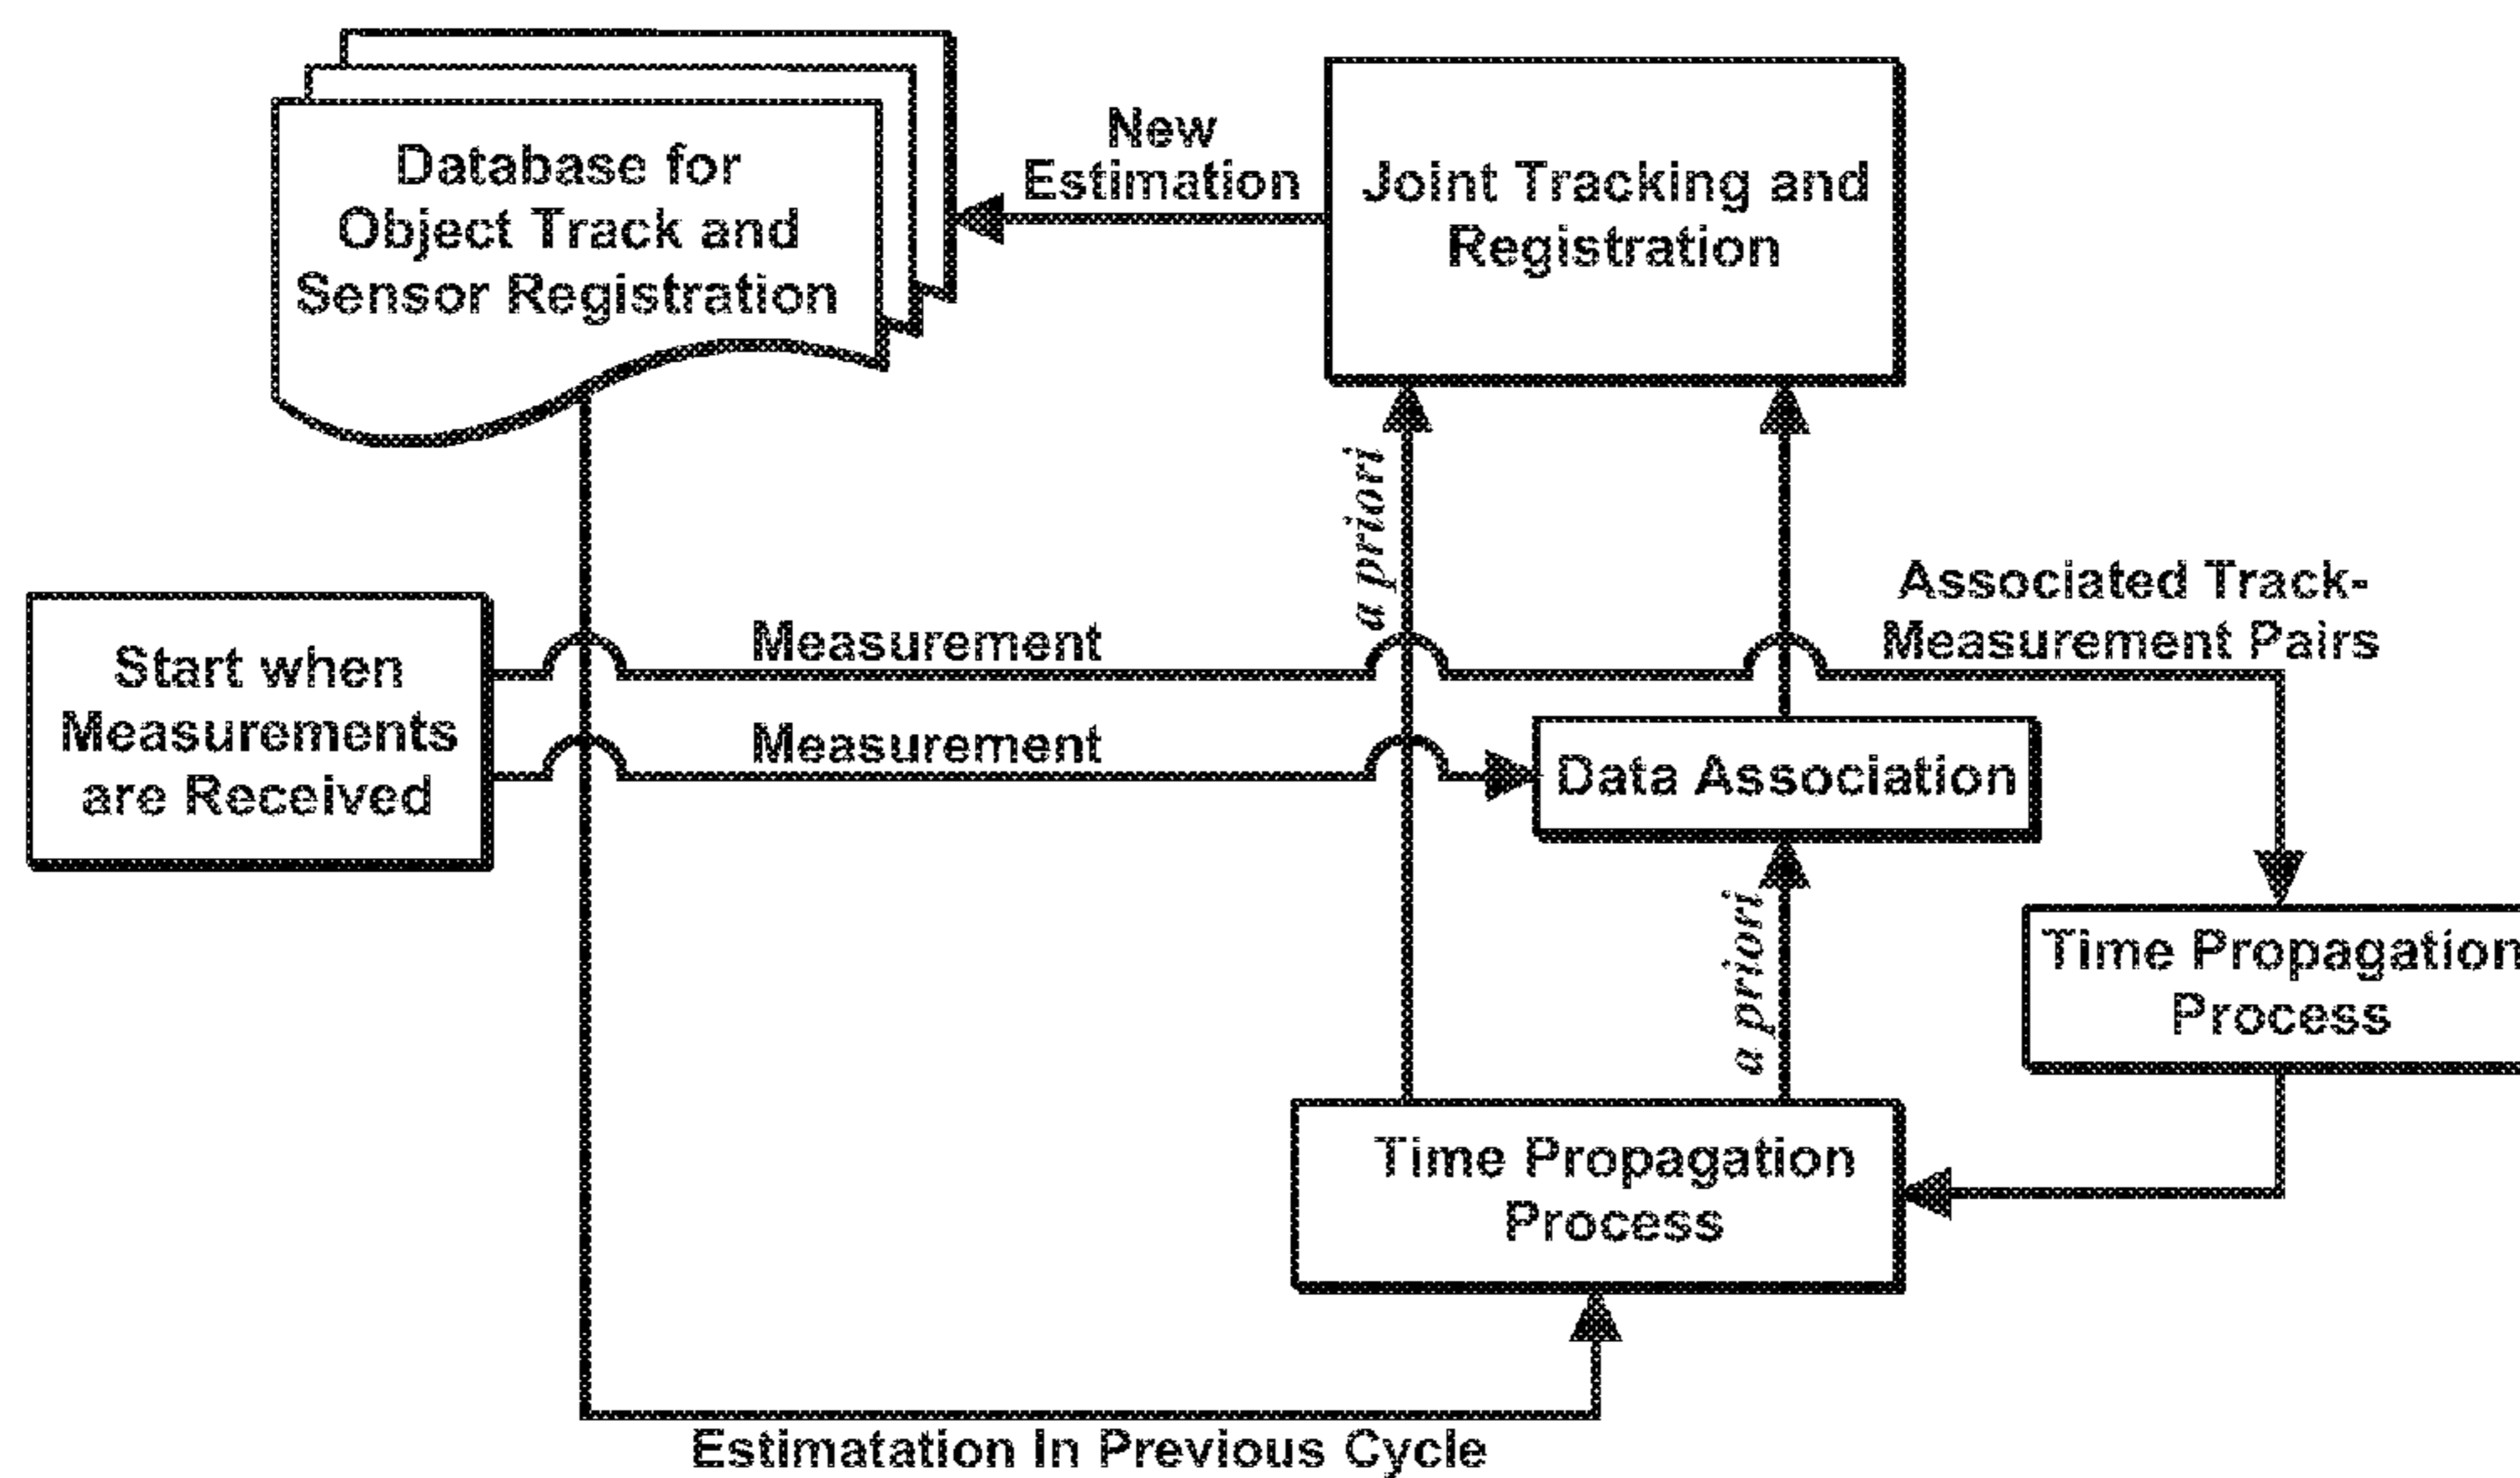 Database for
Object Track and
Sensor Registration
New
Estimation
Joint Tracking and
Registration
a priori
Associated Track-
Measurement Pairs
Start when
Measurements
are Received
Measurement
Measurement
Data Association
a priori
Time Propagation
Process
Time Propagation
Process
Estimatation In Previous Cycle